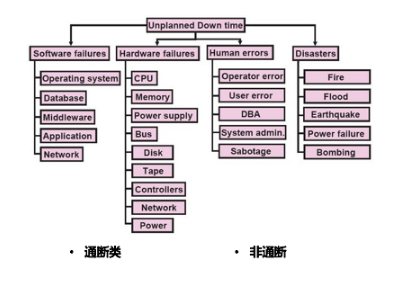 Unplanned Down time
Software failures
Operating system
Database
Middleware
Application
Network
Hardware failures
CPU
Memory
Power supply
Bus
Disk
Tape
Controllers
Network
Power
Human errors
Operator error
User error
DBA
System admin.
Sabotage
Disasters
Fire
Flood
Earthquake
Power failure
Bombing
• 通断类
• 非通断